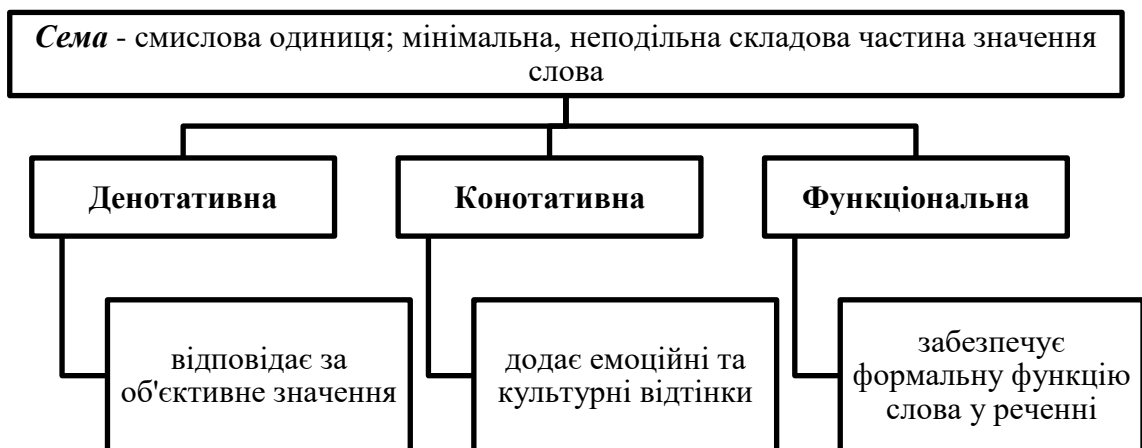 Сема - смислова одиниця; мінімальна, неподільна складова частина значення
слова
Денотативна
Конотативна
Функціональна
відповідає за
об'єктивне значення
додає емоційні та
культурні відтінки
забезпечує
формальну функцію
слова у реченні